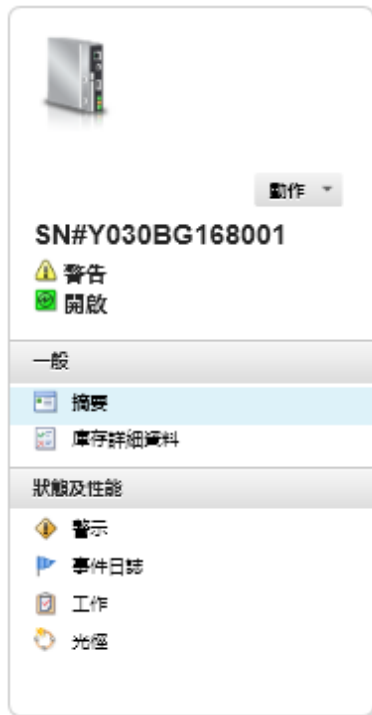 動作
SN#Y030BG168001
警告
開啟
一般
摘要
庫存詳細資料
狀態及性能
警示
事件日誌
工作
光徑